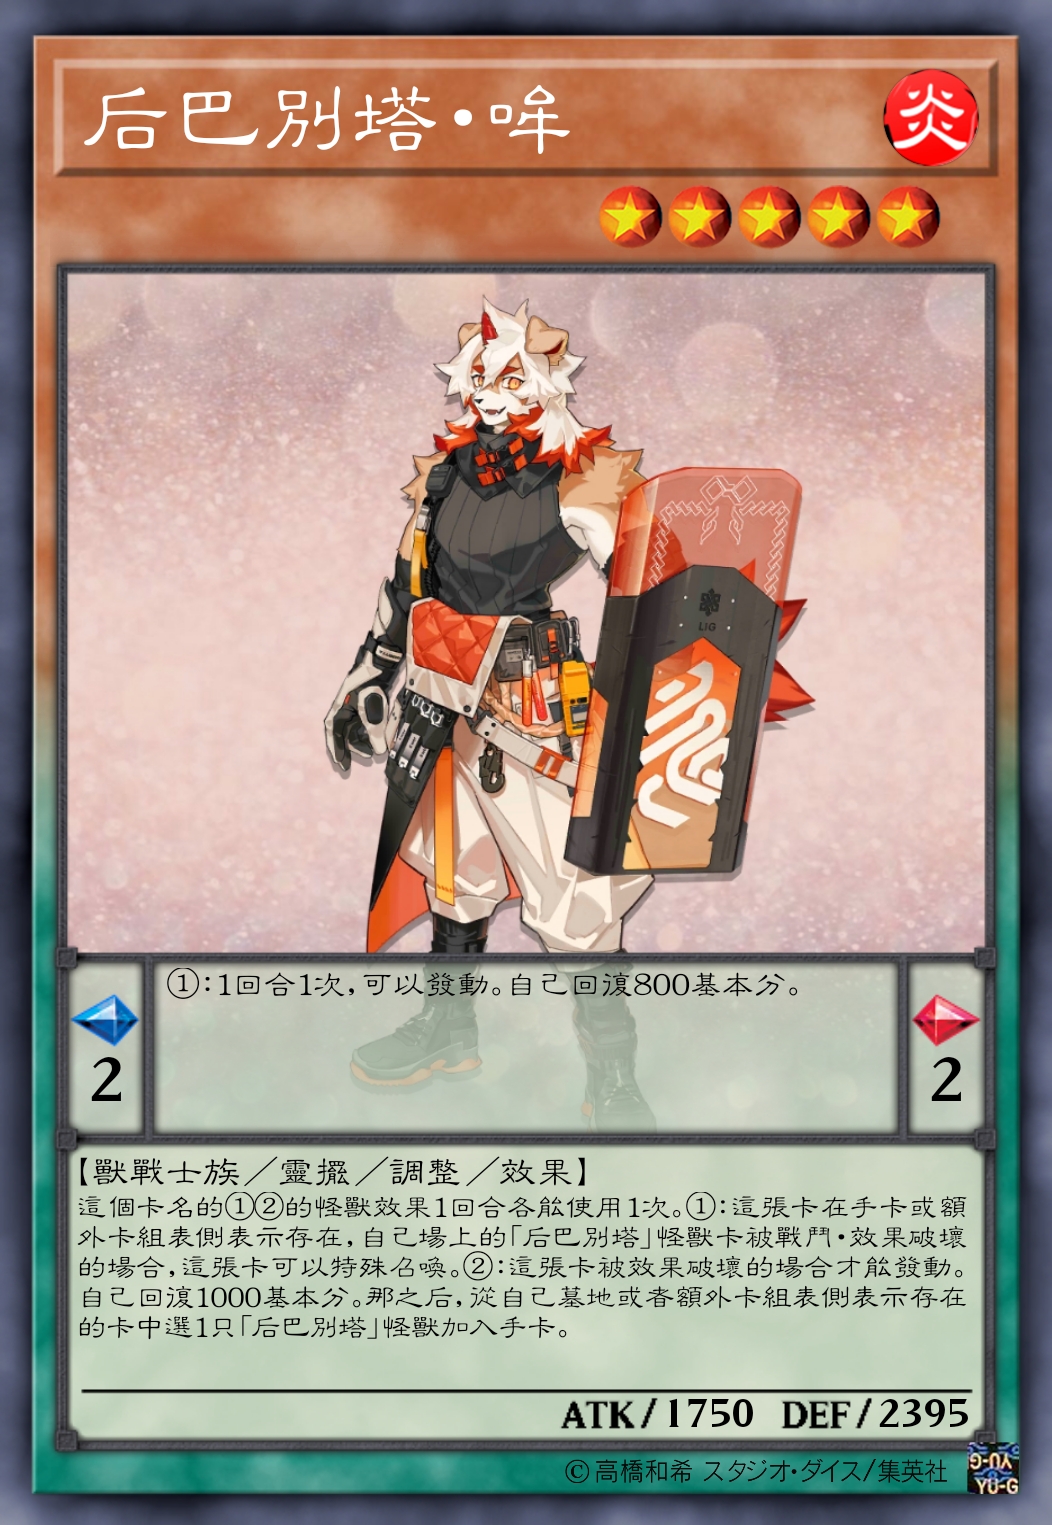 后巴別塔・哞
炎
LIG
①:1回合1次,可以發動。自己回復800基本分。
2
2
【獸戰士族／靈擺／調整／效果】
這個卡名的①②的怪獸效果1回合各能使用1次。①:這張卡在手卡或額
外卡組表側表示存在,自己場上的「后巴別塔」怪獸卡被戰鬥・效果破壞
的場合,這張卡可以特殊召喚。②:這張卡被效果破壞的場合才能發動。
自己回復1000基本分。那之后,從自己墓地或者額外卡組表側表示存在
的卡中選1只「后巴別塔」怪獸加入手卡。
ATK/1750 DEF/2395
©高橋和希 スタジオ・ダイス/集英社